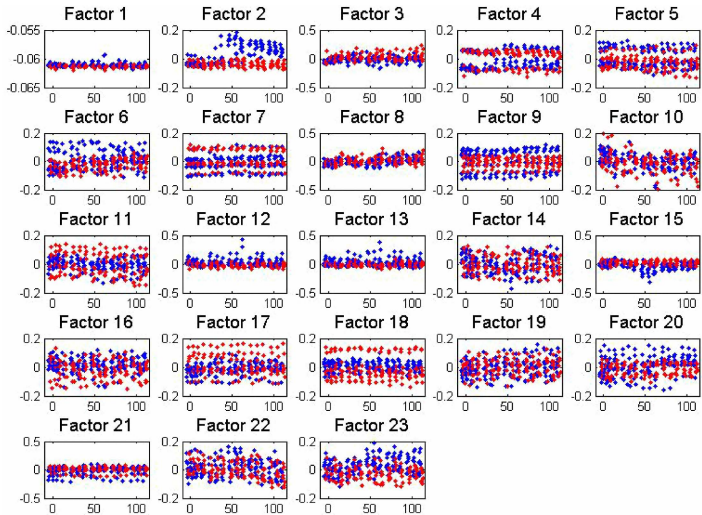 Factor 1 Factor 2 Factor 3 Factor 4 Factor 5
-0.055 0.2 0.5 0.2 0.2
-0.06 0 0 0 0
-0.065 -0.2 -0.5 -0.2 -0.2
0 50 100 0 50 100 0 50 100 0 50 100 0 50 100
Factor 6 Factor 7 Factor 8 Factor 9 Factor 10
0.2 0.2 0.5 0.2 0.2
0 0 0 0 0
-0.2 -0.2 -0.5 -0.2 -0.2
0 50 100 0 50 100 0 50 100 0 50 100 0 50 100
Factor 11 Factor 12 Factor 13 Factor 14 Factor 15
0.2 0.5 0.5 0.2 0.5
0 0 0 0 0
-0.2 -0.5 -0.5 -0.2 -0.5
0 50 100 0 50 100 0 50 100 0 50 100 0 50 100
Factor 16 Factor 17 Factor 18 Factor 19 Factor 20
0.2 0.2 0.2 0.2 0.2
0 0 0 0 0
-0.2 -0.2 -0.2 -0.2 -0.2
0 50 100 0 50 100 0 50 100 0 50 100 0 50 100
Factor 21 Factor 22 Factor 23
0.5 0.2 0.2
0 0 0
-0.5 -0.2 -0.2
0 50 100 0 50 100 0 50 100